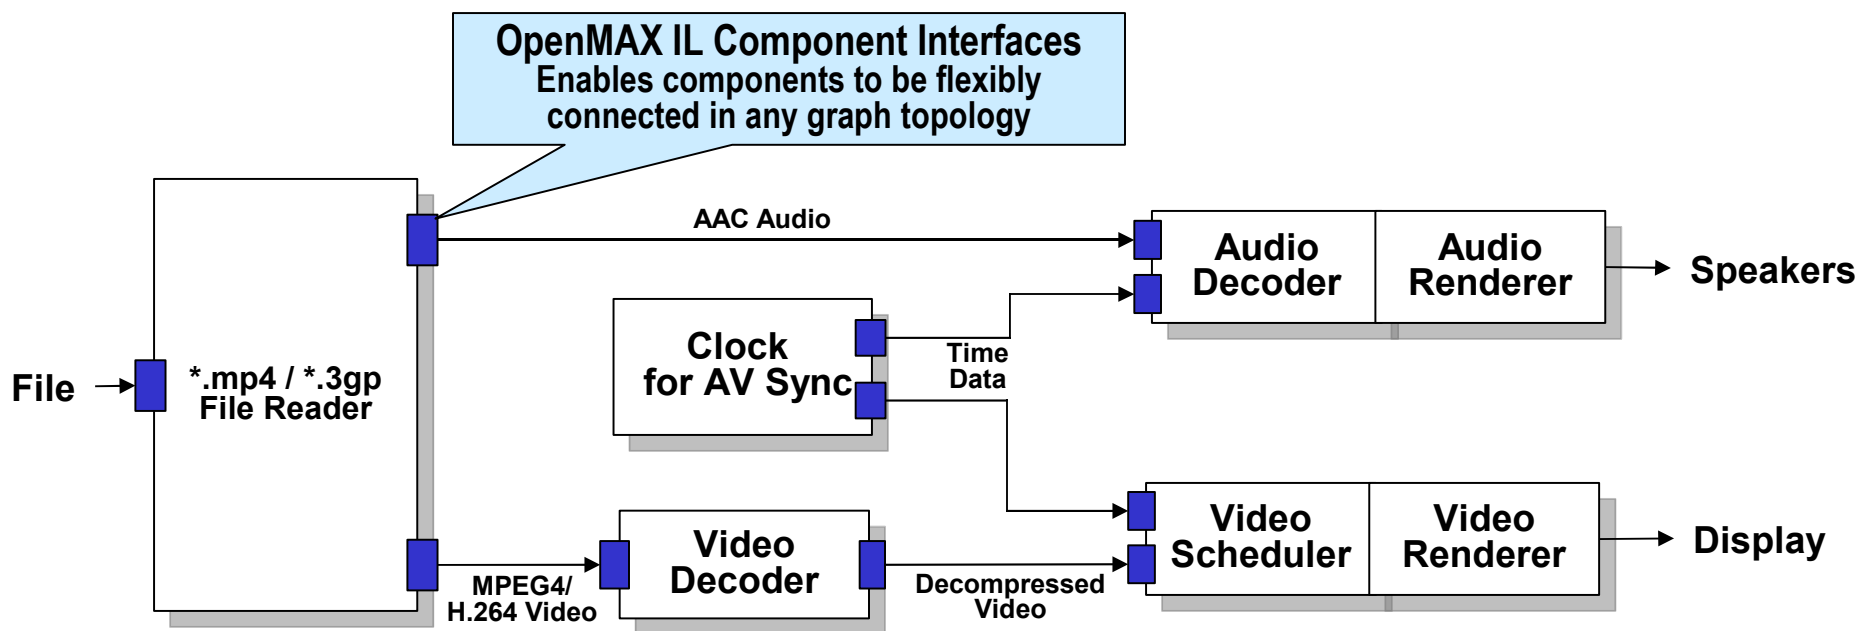 OpenMAX IL Component Interfaces
Enables components to be flexibly
connected in any graph topology
AAC Audio
Audio
Decoder
Audio
Renderer
Speakers
Clock
for AV Sync
Time
Data
File
*.mp4 / *.3gp
File Reader
Video
Decoder
MPEG4/
H.264 Video
Decompressed
Video
Video
Scheduler
Video
Renderer
Display